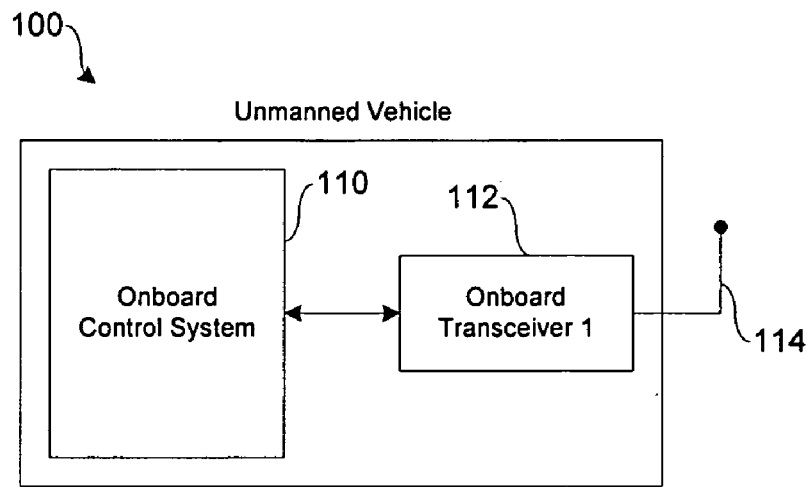 100
Unmanned Vehicle
110
112
Onboard
Control System
Onboard
Transceiver 1
114